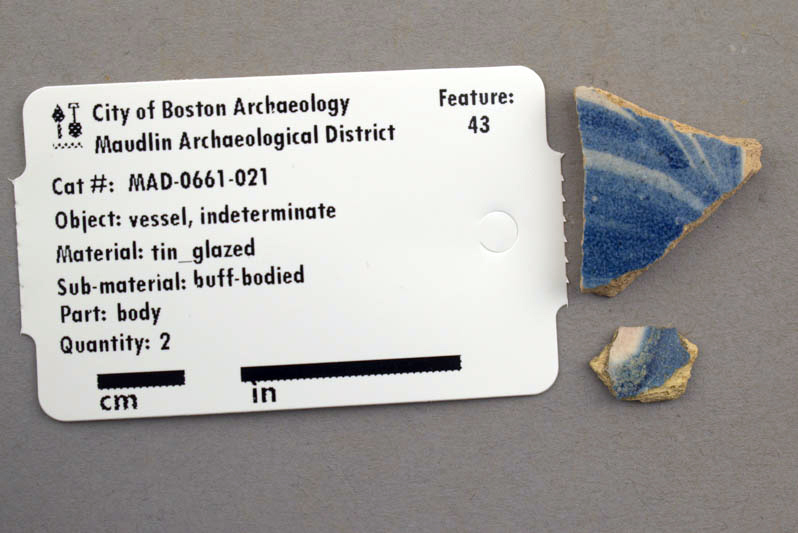 City of Boston Archaeology
Maudlin Archaeological District
Feature:
43
Cat #: MAD-0661-021
Object: vessel, indeterminate
Material: tin_glazed
Sub-material: buff-bodied
Part: body
Quantity: 2
cm
in